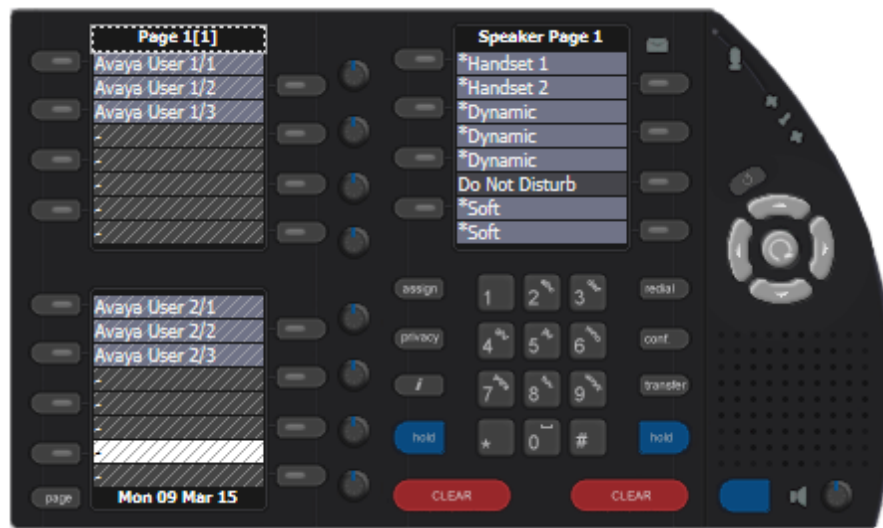 Page 1[1]
Avaya User 1/1
Avaya User 1/2
Avaya User 1/3
-
-
-
-
-
Speaker Page 1
*Handset 1
*Handset 2
*Dynamic
*Dynamic
*Dynamic
Do Not Disturb
*Soft
*Soft
Avaya User 2/1
Avaya User 2/2
Avaya User 2/3
-
-
-
-
-
Mon 09 Mar 15
page
assign
privacy
i
hold
1 2 3
4 5 6
7 8 9
* 0 #
redial
conf.
transfer
hold
CLEAR
CLEAR